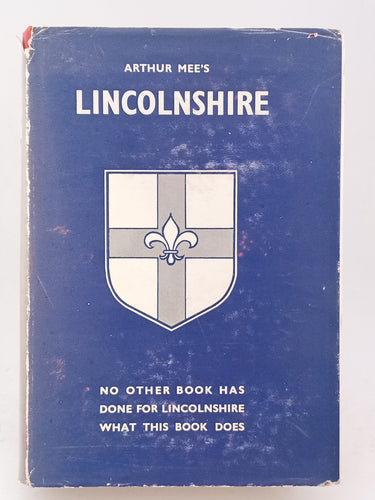 ARTHUR MEE'S
LINCOLNSHIRE
NO OTHER BOOK HAS
DONE FOR LINCOLNSHIRE
WHAT THIS BOOK DOES